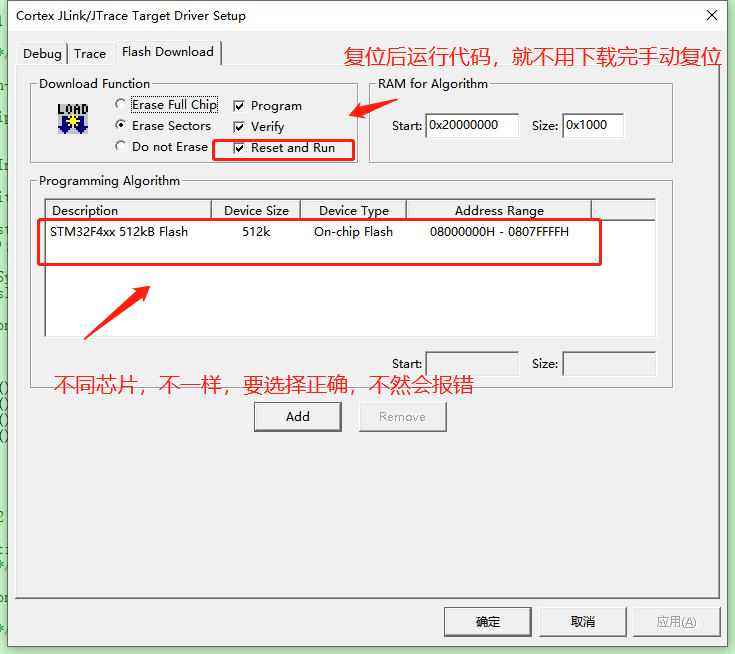 Cortex JLink/JTrace Target Driver Setup
Debug Trace Flash Download
复位后运行代码，就不用下载完手动复位
Download Function
RAM for Algorithm
LOAD
Erase Full Chip
Program
Erase Sectors
Verify
Start: 0x20000000 Size: 0x1000
Do not Erase
Reset and Run
Programming Algorithm
Description Device Size Device Type Address Range
STM32F4xx 512kB Flash 512k On-chip Flash 08000000H - 0807FFFFH
Start: Size:
不同芯片，不一样，要选择正确，不然会报错
Add Remove
确定 取消 应用(A)